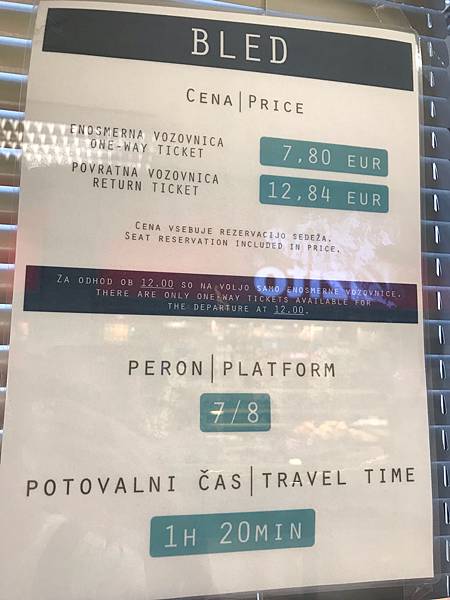 BLED
CENA|PRICE
ENOSMERNA VOZOVNICA
ONE-WAY TICKET
7,80 EUR
POVRATNA VOZOVNICA
RETURN TICKET
12,84 EUR
CENA VSEBUJE REZERVACIJO SEDEŽA.
SEAT RESERVATION INCLUDED IN PRICE.
ZA ODHOD OB 12.00 SO NA VOLJO SAMO ENOSMERNE VOZOVNICE.
THERE ARE ONLY ONE-WAY TICKETS AVAILABLE FOR
THE DEPARTURE AT 12.00.
PERON|PLATFORM
7/8
POTOVALNI ČAS|TRAVEL TIME
1H 20MIN